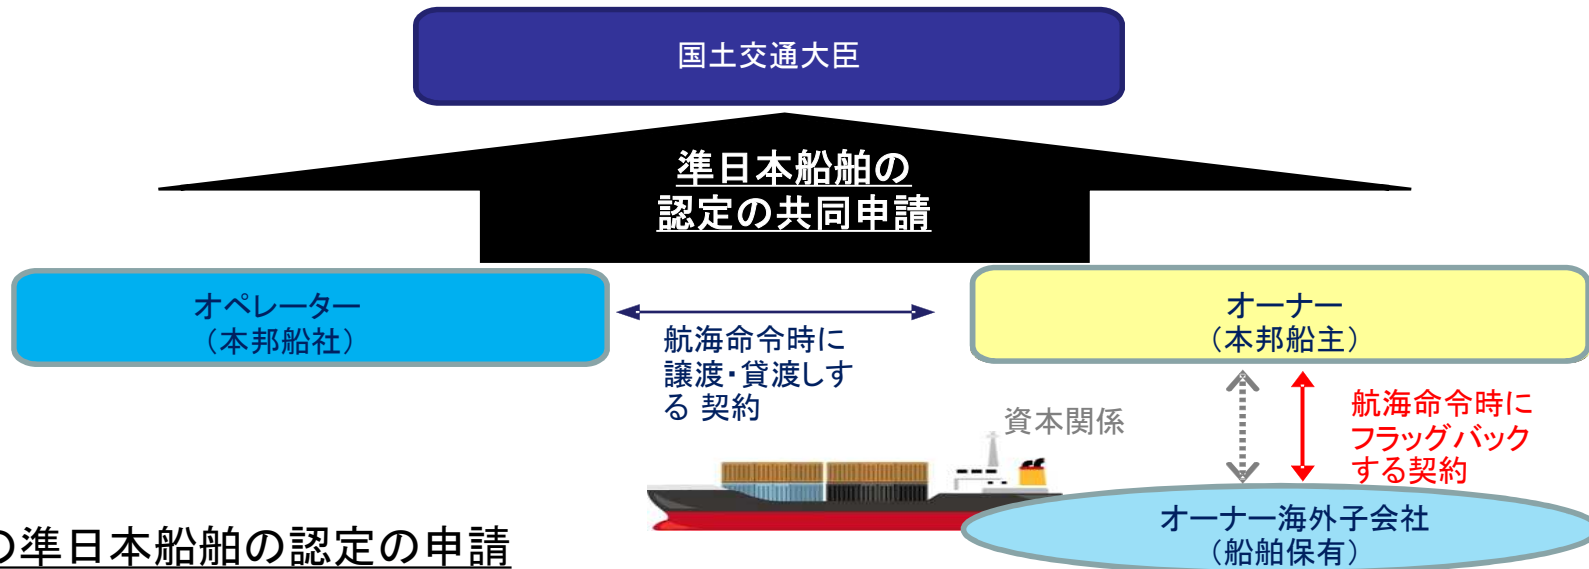 国土交通大臣
準日本船舶の
認定の共同申請
オペレーター
（本邦船社）
航海命令時に
譲渡・貸渡しす
る 契約
オーナー
（本邦船主）
資本関係
航海命令時に
フラッグバック
する契約
オーナー海外子会社
（船舶保有）
の準日本船舶の認定の申請